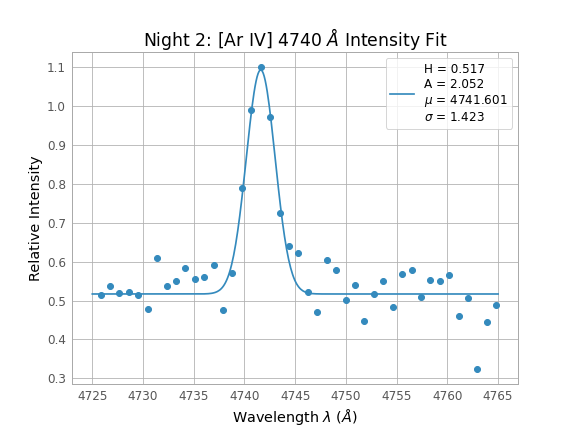 Night 2: [Ar IV] 4740 Å Intensity Fit
H = 0.517
A = 2.052
μ = 4741.601
σ = 1.423
Relative Intensity
1.1
1.0
0.9
0.8
0.7
0.6
0.5
0.4
0.3
4725 4730 4735 4740 4745 4750 4755 4760 4765
Wavelength λ (Å)